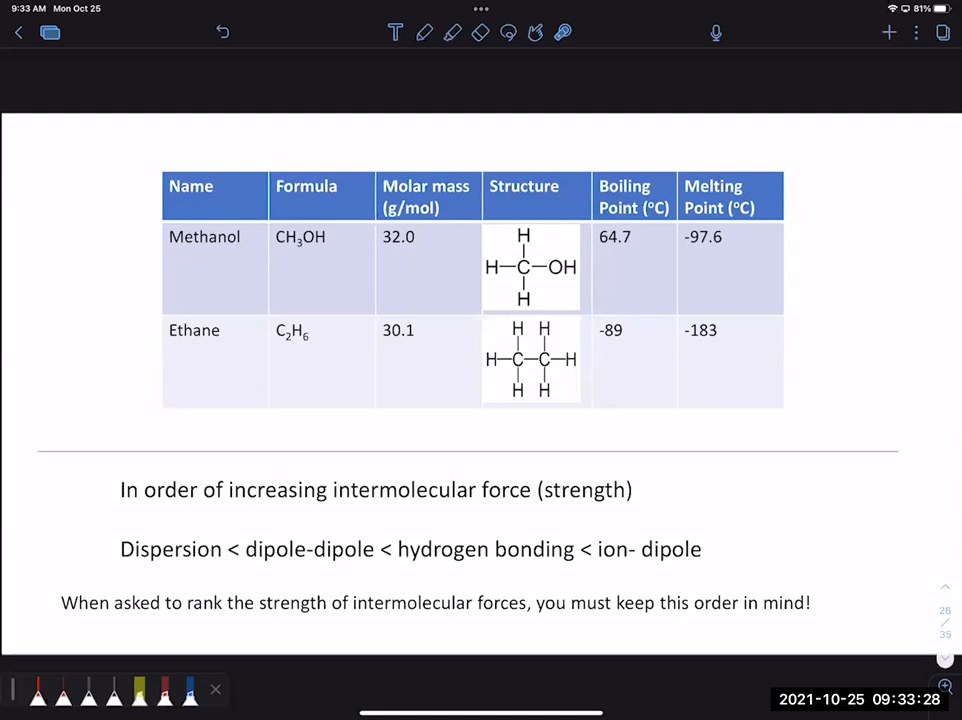 9:33 AM Mon Oct 25
81%
T
Name Formula Molar mass Structure Boiling Melting
(g/mol) Point (°C) Point (°C)
Methanol CH₃OH 32.0 64.7 -97.6
H
H—C—OH
H
Ethane C₂H₆ 30.1 -89 -183
H H
H—C—C—H
H H
In order of increasing intermolecular force (strength)
Dispersion < dipole-dipole < hydrogen bonding < ion- dipole
When asked to rank the strength of intermolecular forces, you must keep this order in mind!
26
/
35
2021-10-25 09:33:28